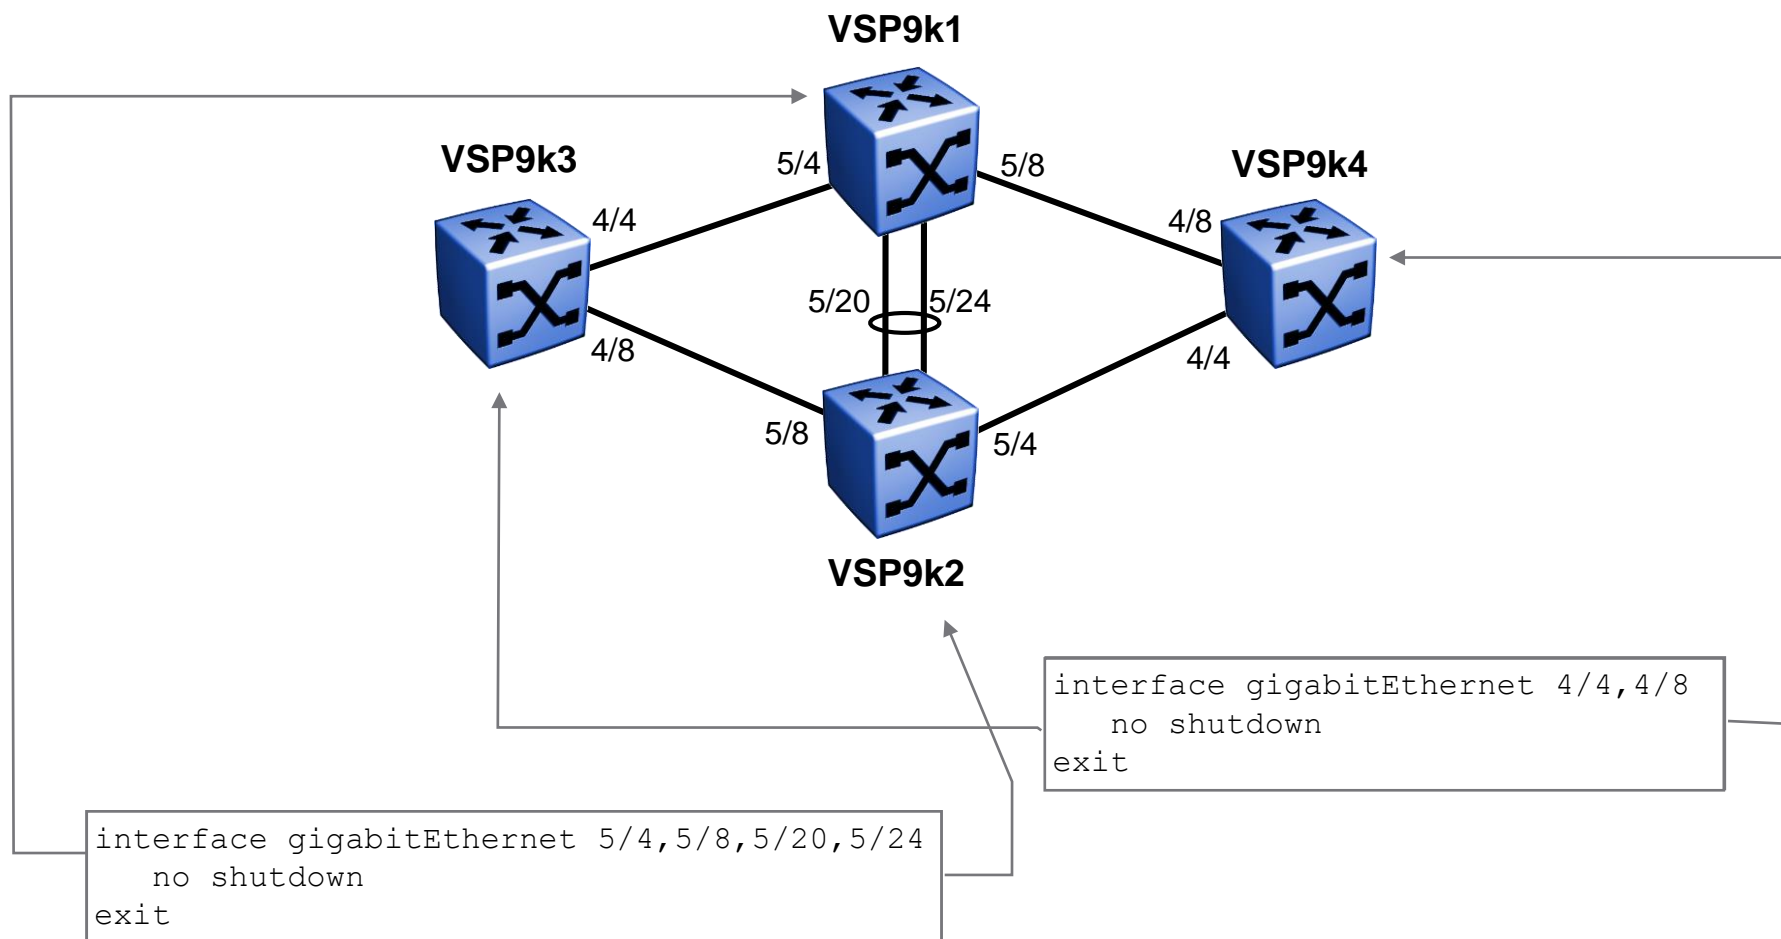 VSP9k1
VSP9k3
5/4
5/8
VSP9k4
4/4
4/8
5/20
5/24
4/8
4/4
5/8
5/4
VSP9k2
interface gigabitEthernet 4/4,4/8
   no shutdown
exit
interface gigabitEthernet 5/4,5/8,5/20,5/24
   no shutdown
exit